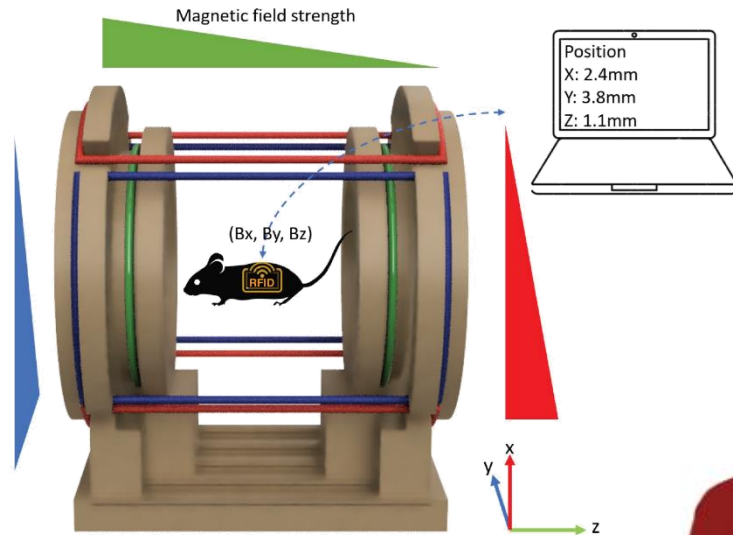 Magnetic field strength
Position
X: 2.4mm
Y: 3.8mm
Z: 1.1mm
(Bx, By, Bz)
RFID
x
y
z